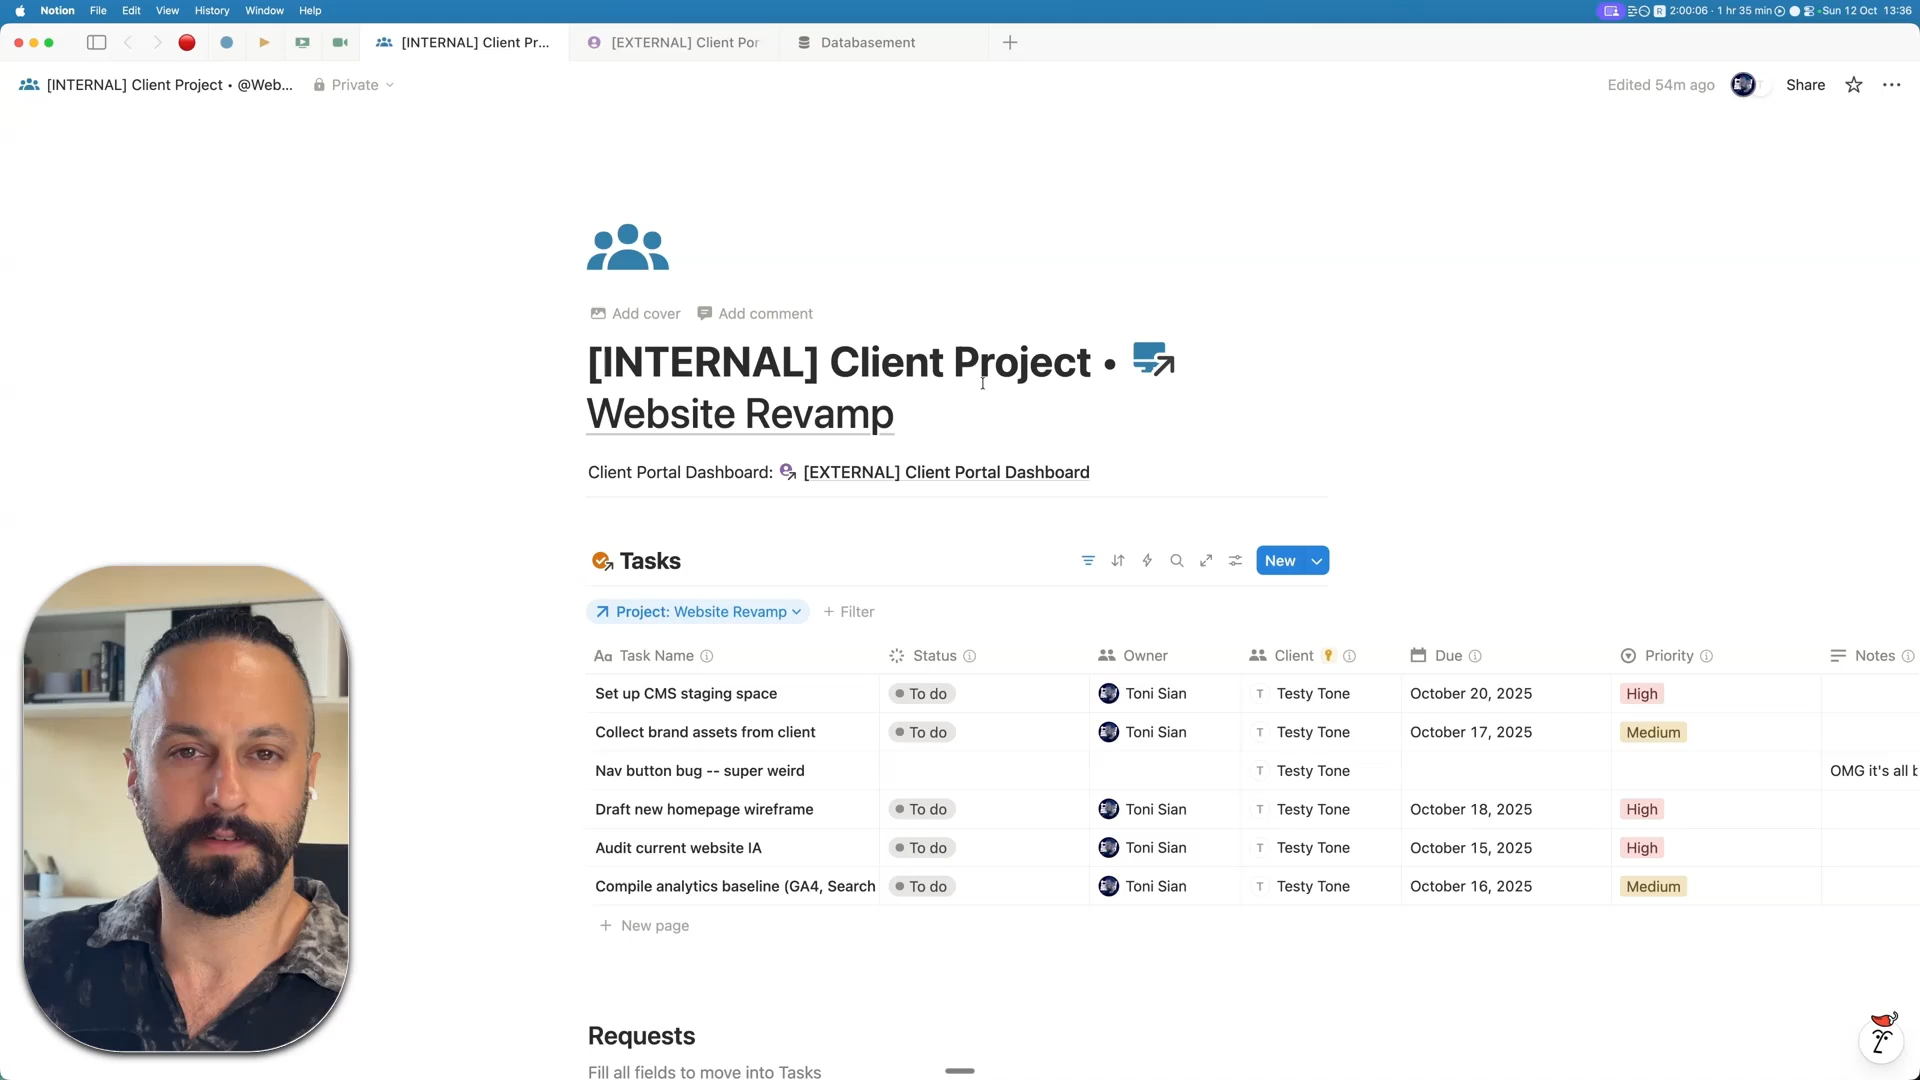 Notion File Edit View History Window Help
R 2:00:06 · 1 hr 35 min Sun 12 Oct 13:36
[INTERNAL] Client Pr...
[EXTERNAL] Client Por
Databasement
[INTERNAL] Client Project • @Web...
Private
Edited 54m ago
Share
Add cover
Add comment
[INTERNAL] Client Project •
Website Revamp
Client Portal Dashboard: [EXTERNAL] Client Portal Dashboard
Tasks
New
Project: Website Revamp
+ Filter
Aa Task Name Status Owner Client Due Priority Notes
Set up CMS staging space To do Toni Sian T Testy Tone October 20, 2025 High
Collect brand assets from client To do Toni Sian T Testy Tone October 17, 2025 Medium
Nav button bug -- super weird T Testy Tone OMG it's all b
Draft new homepage wireframe To do Toni Sian T Testy Tone October 18, 2025 High
Audit current website IA To do Toni Sian T Testy Tone October 15, 2025 High
Compile analytics baseline (GA4, Search To do Toni Sian T Testy Tone October 16, 2025 Medium
+ New page
Requests
Fill all fields to move into Tasks